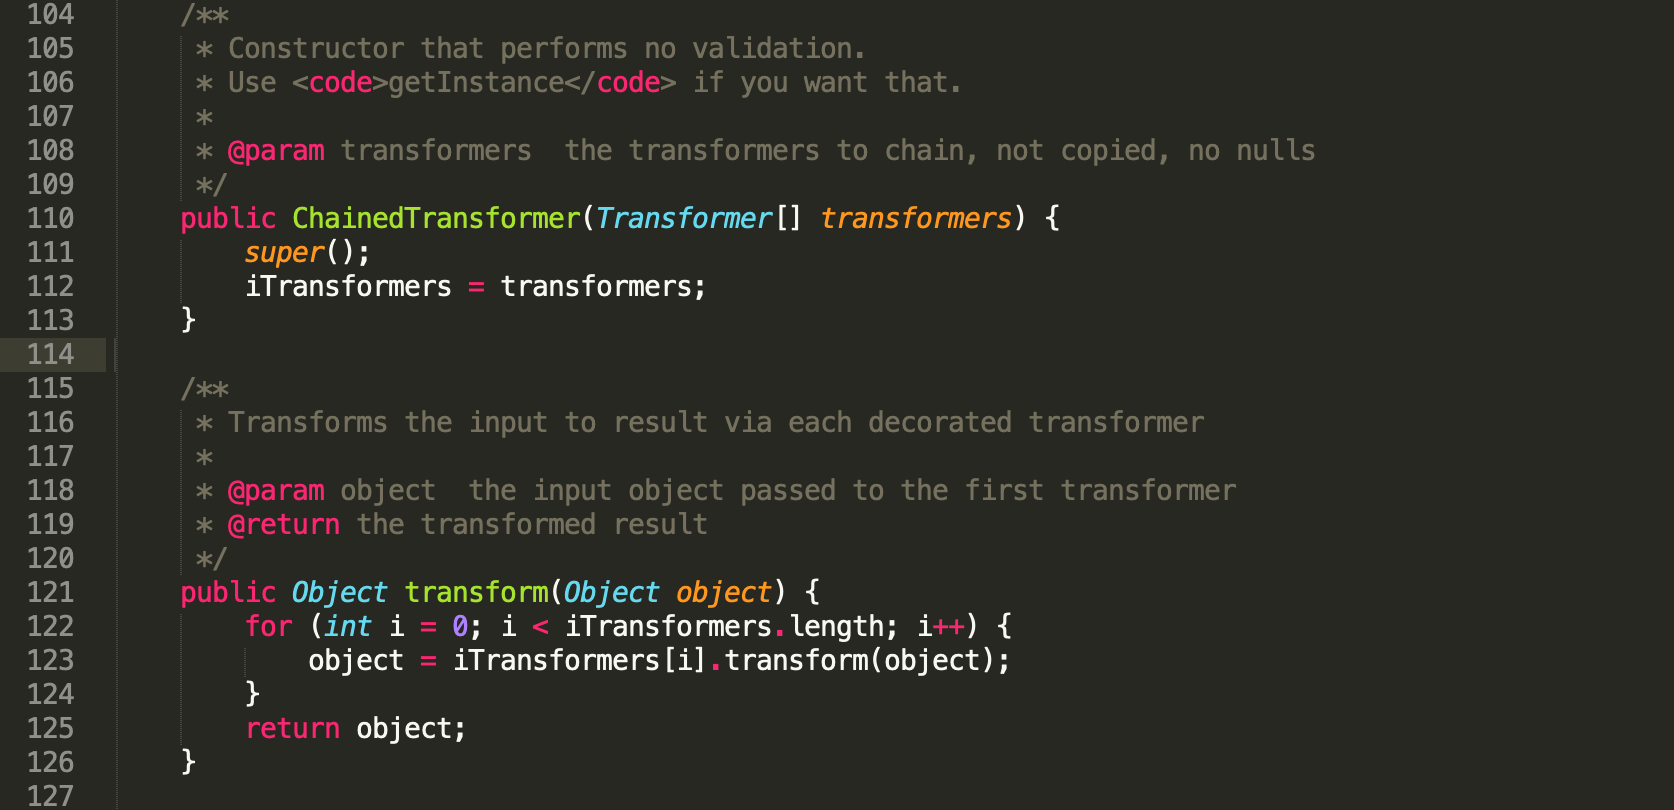 104 /**
105 * Constructor that performs no validation.
106 * Use <code>getInstance</code> if you want that.
107 *
108 * @param transformers  the transformers to chain, not copied, no nulls
109 */
110 public ChainedTransformer(Transformer[] transformers) {
111 super();
112 iTransformers = transformers;
113 }
114
115 /**
116 * Transforms the input to result via each decorated transformer
117 *
118 * @param object  the input object passed to the first transformer
119 * @return the transformed result
120 */
121 public Object transform(Object object) {
122 for (int i = 0; i < iTransformers.length; i++) {
123 object = iTransformers[i].transform(object);
124 }
125 return object;
126 }
127